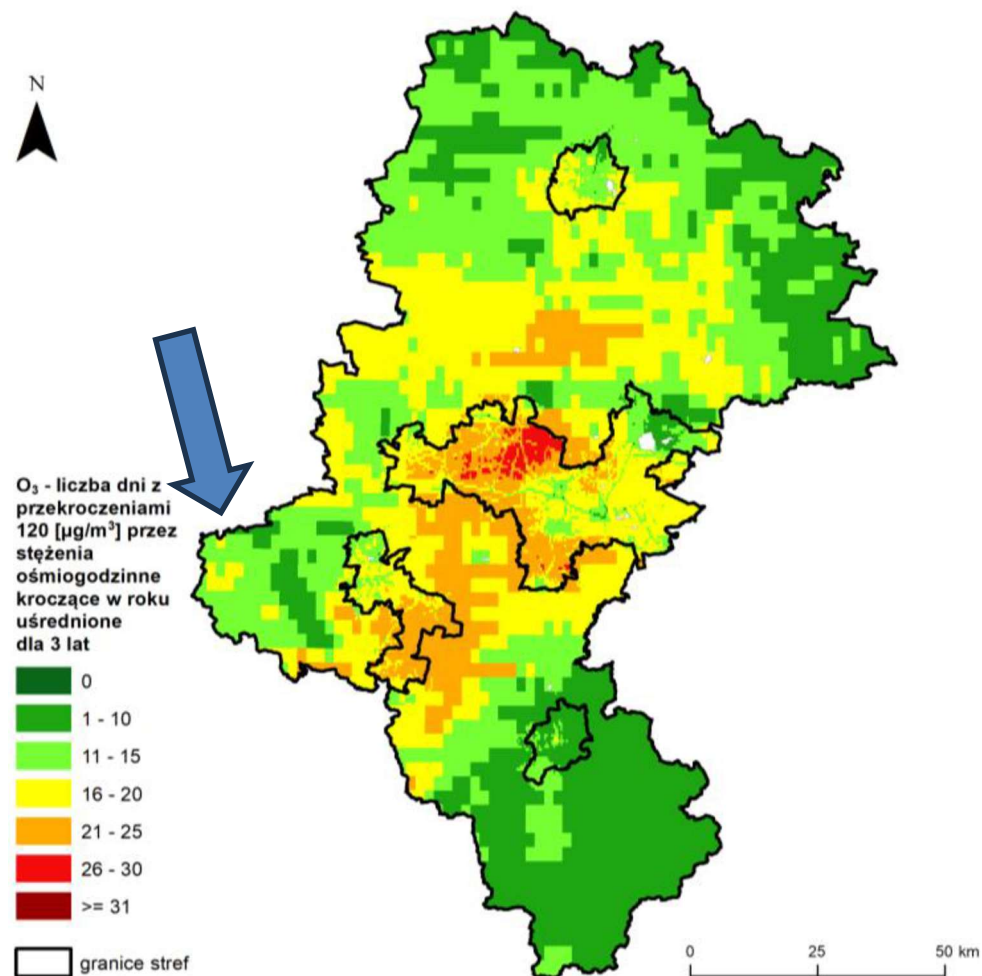 N
O₃ - liczba dni z
przekroczeniami
120 [µg/m³] przez
stężenia
ośmiogodzinne
kroczące w roku
uśrednione
dla 3 lat
0
1 - 10
11 - 15
16 - 20
21 - 25
26 - 30
>= 31
granice stref
0 25 50 km